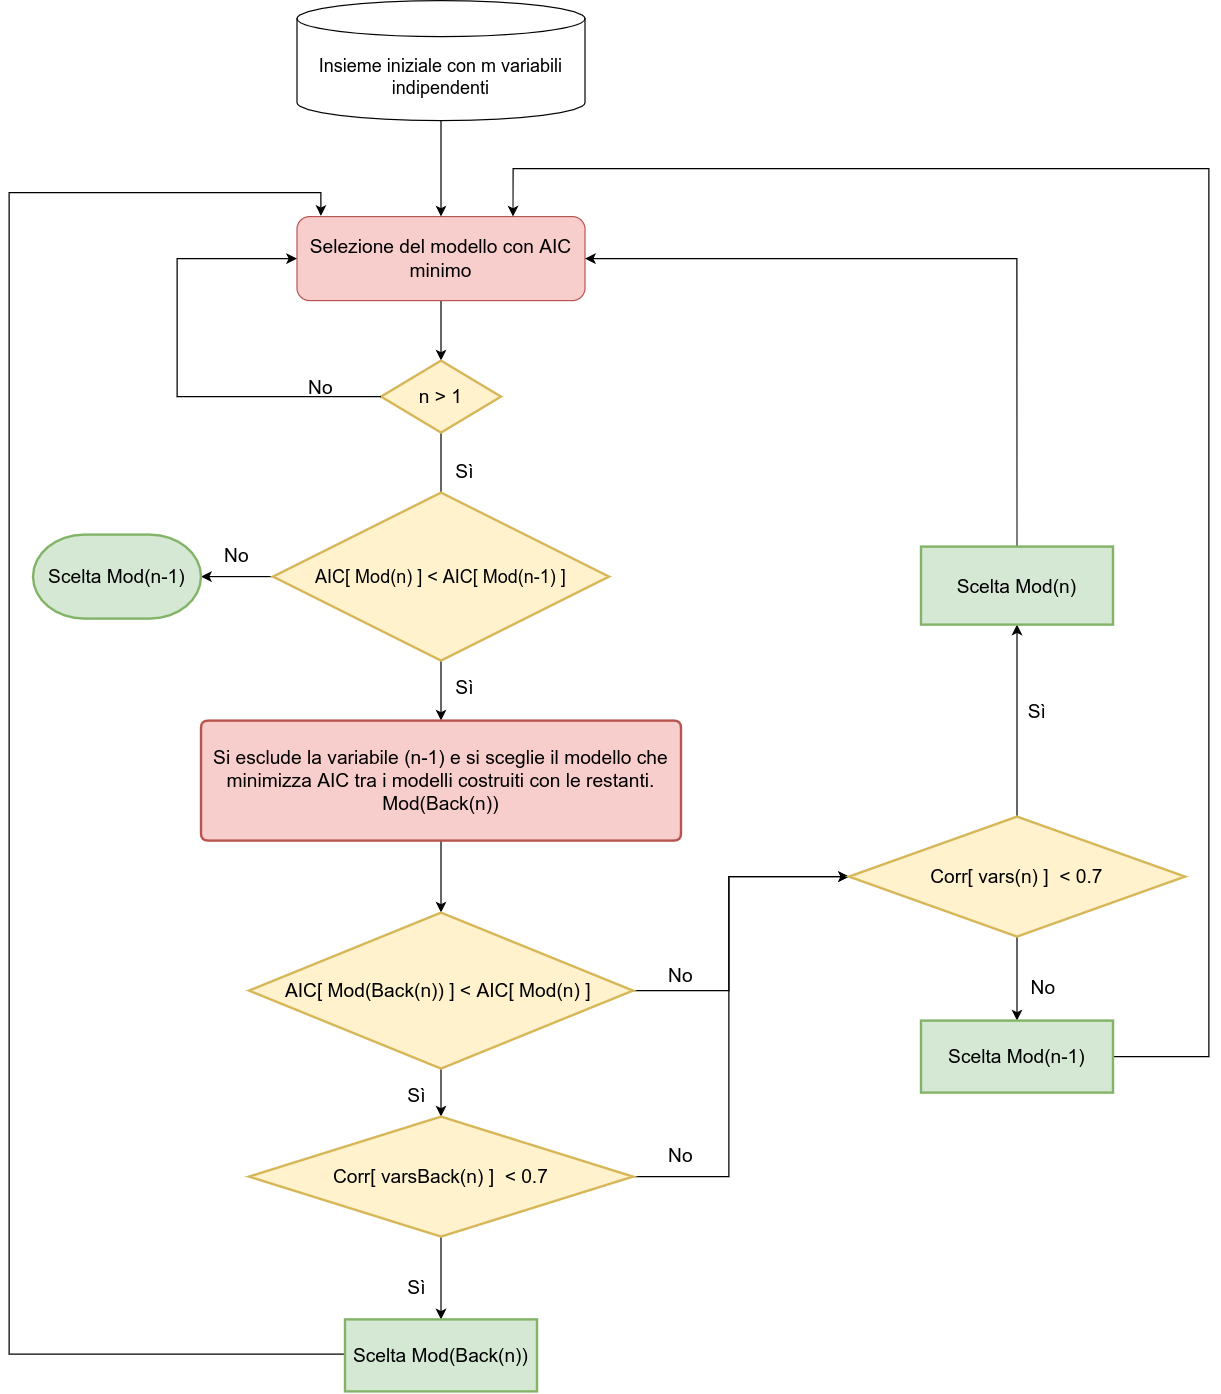 Insieme iniziale con m variabili
indipendenti
Selezione del modello con AIC
minimo
No
n > 1
Sì
No
Scelta Mod(n-1)
AIC[ Mod(n) ] < AIC[ Mod(n-1) ]
Scelta Mod(n)
Sì
Sì
Si esclude la variabile (n-1) e si sceglie il modello che
minimizza AIC tra i modelli costruiti con le restanti.
Mod(Back(n))
Corr[ vars(n) ]  < 0.7
No
No
AIC[ Mod(Back(n)) ] < AIC[ Mod(n) ]
Scelta Mod(n-1)
Sì
No
Corr[ varsBack(n) ]  < 0.7
Sì
Scelta Mod(Back(n))